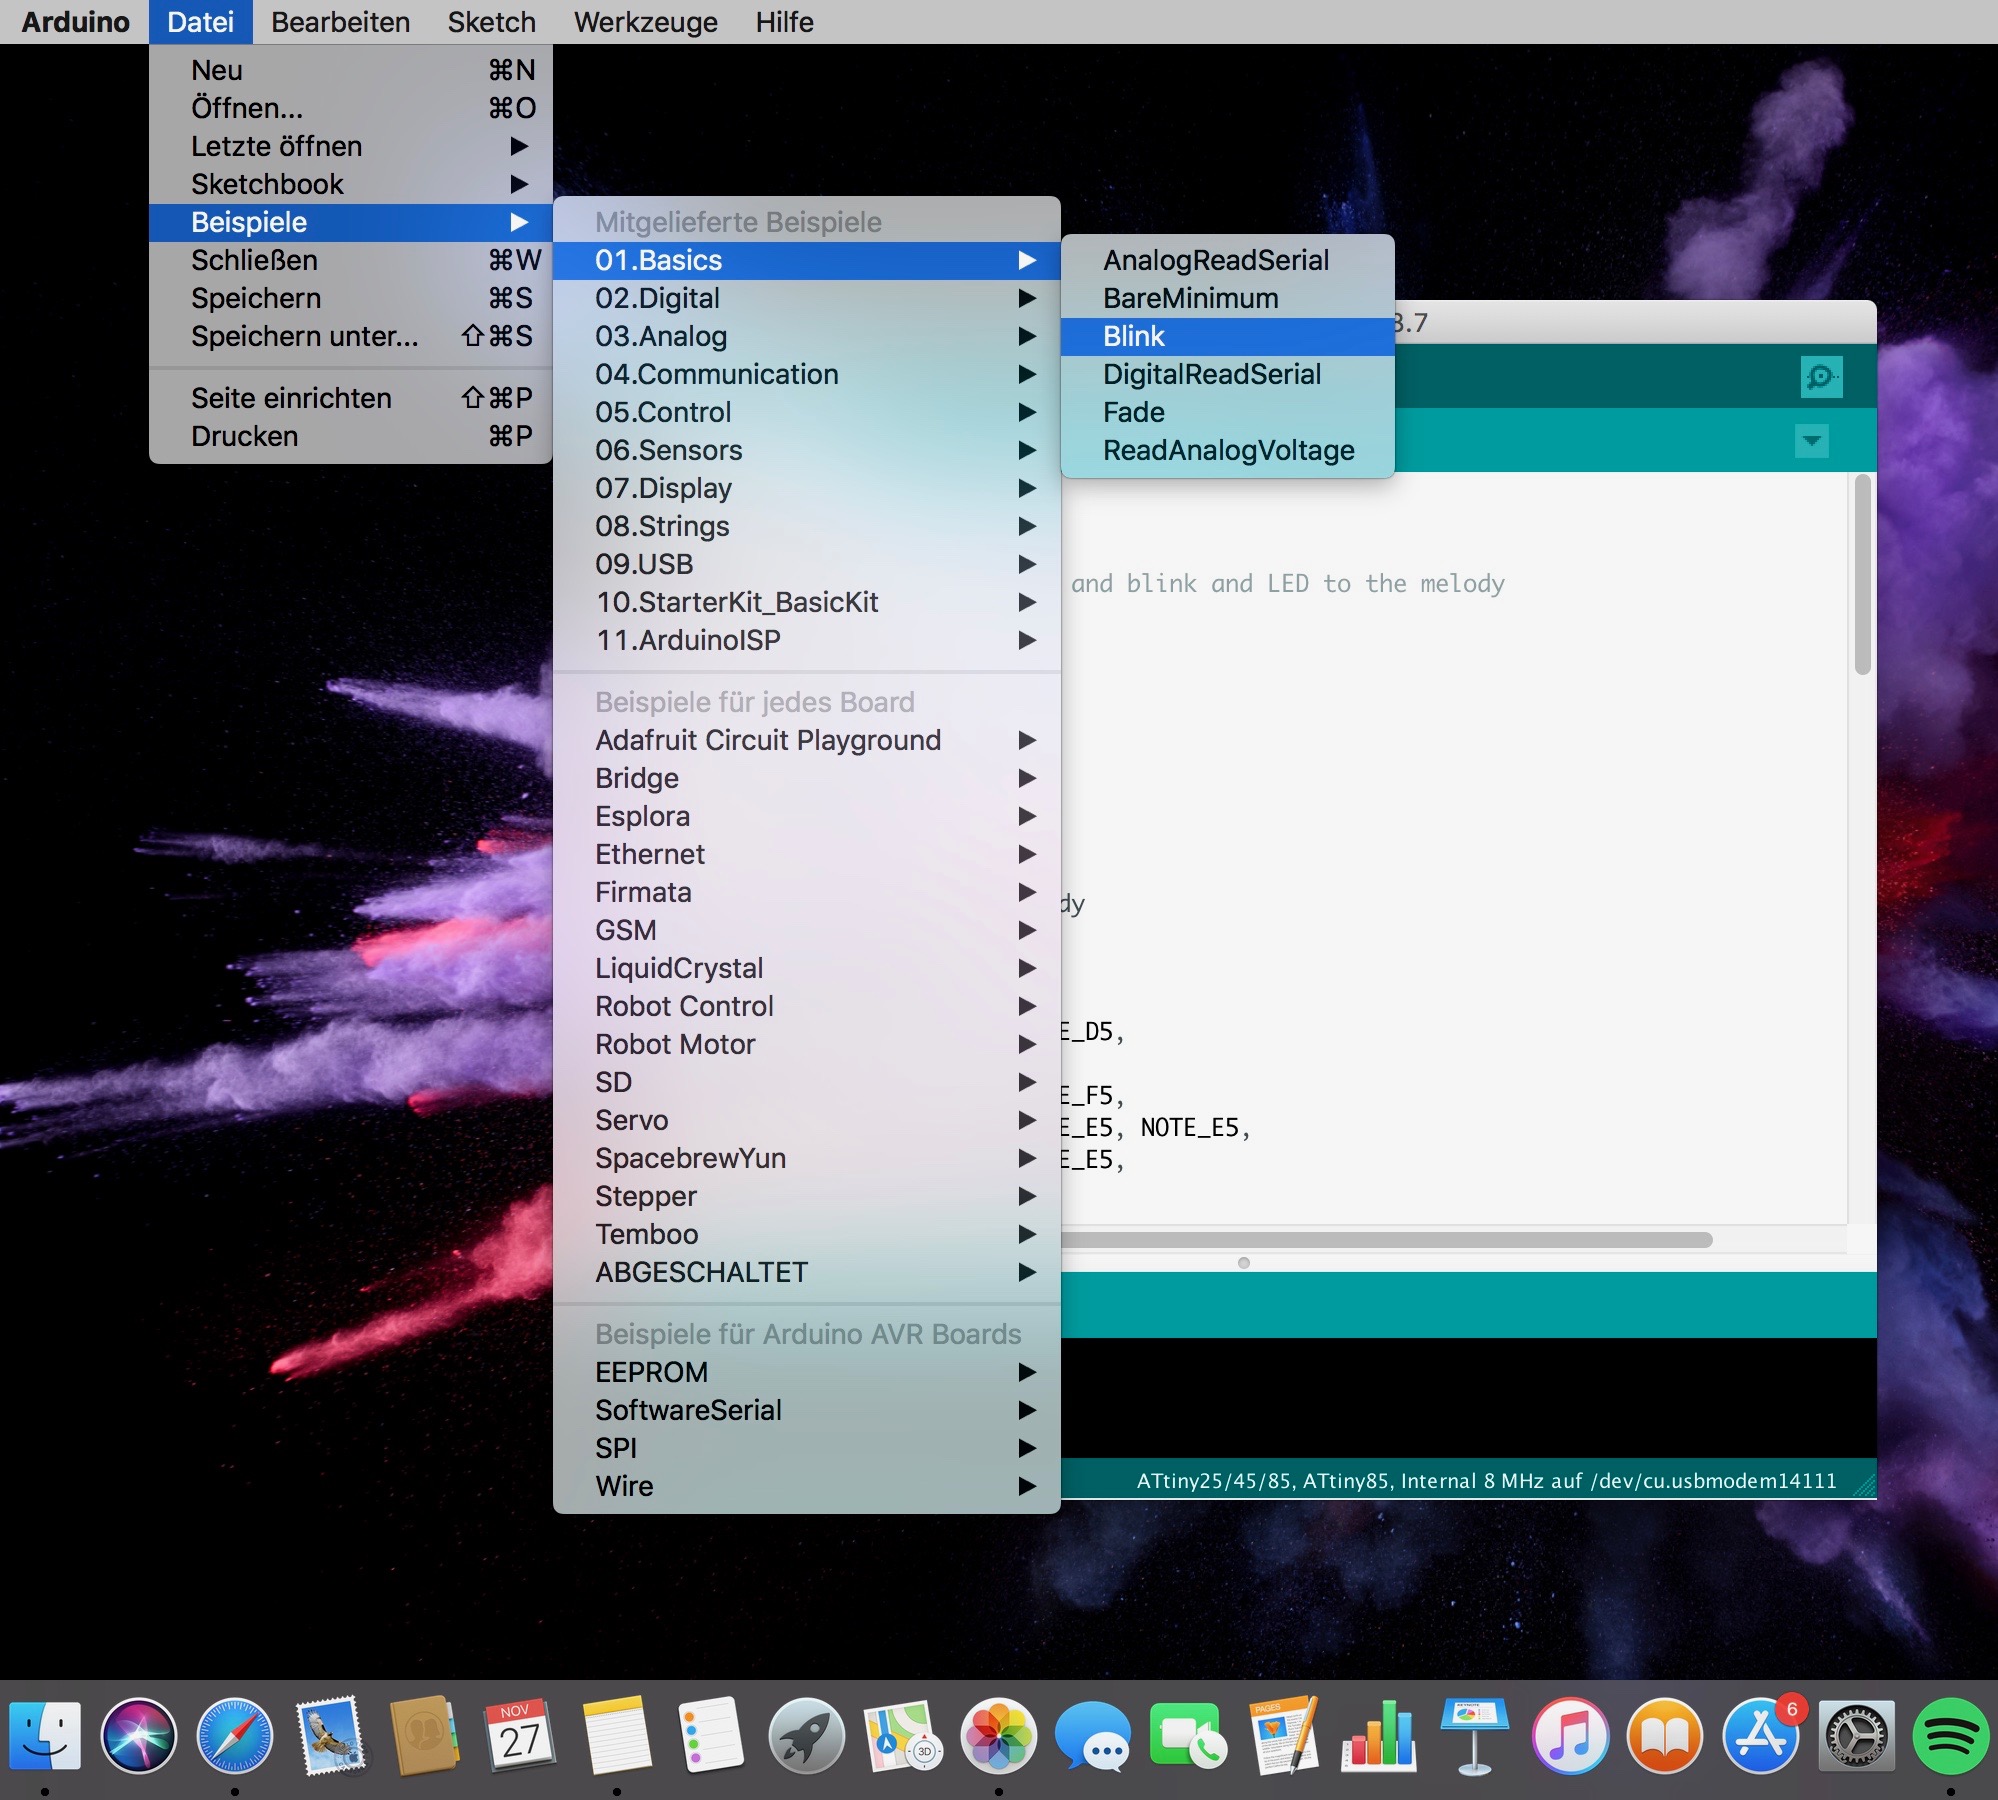 Arduino Datei Bearbeiten Sketch Werkzeuge Hilfe
Neu ⌘N
Öffnen... ⌘O
Letzte öffnen ▶
Sketchbook ▶
Beispiele ▶
Schließen ⌘W
Speichern ⌘S
Speichern unter... ⇧⌘S
Seite einrichten ⇧⌘P
Drucken ⌘P
Mitgelieferte Beispiele
01.Basics ▶
02.Digital ▶
03.Analog ▶
04.Communication ▶
05.Control ▶
06.Sensors ▶
07.Display ▶
08.Strings ▶
09.USB ▶
10.StarterKit_BasicKit ▶
11.ArduinoISP ▶
Beispiele für jedes Board
Adafruit Circuit Playground ▶
Bridge ▶
Esplora ▶
Ethernet ▶
Firmata ▶
GSM ▶
LiquidCrystal ▶
Robot Control ▶
Robot Motor ▶
SD ▶
Servo ▶
SpacebrewYun ▶
Stepper ▶
Temboo ▶
ABGESCHALTET ▶
Beispiele für Arduino AVR Boards
EEPROM ▶
SoftwareSerial ▶
SPI ▶
Wire ▶
AnalogReadSerial
BareMinimum
Blink
DigitalReadSerial
Fade
ReadAnalogVoltage
8.7
and blink and LED to the melody
dy
E_D5,
E_F5,
E_E5, NOTE_E5,
E_E5,
ATtiny25/45/85, ATtiny85, Internal 8 MHz auf /dev/cu.usbmodem14111
NOV
27
3D
PAGES
KEYNOTE
6